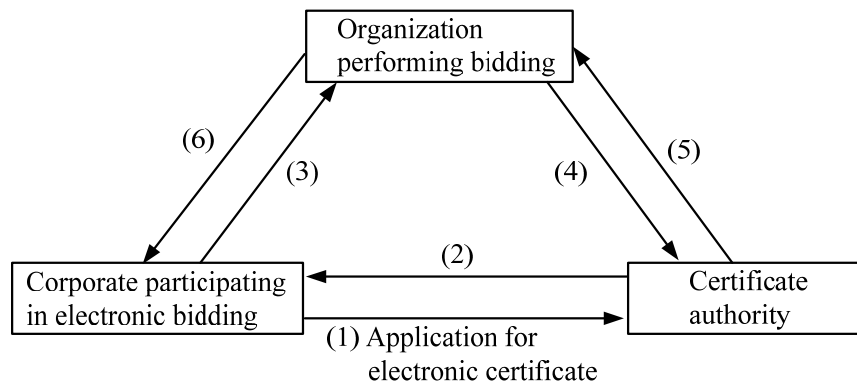 Organization
performing bidding
(6)
(3)
(4)
(5)
(2)
Corporate participating
in electronic bidding
Certificate
authority
(1) Application for
electronic certificate